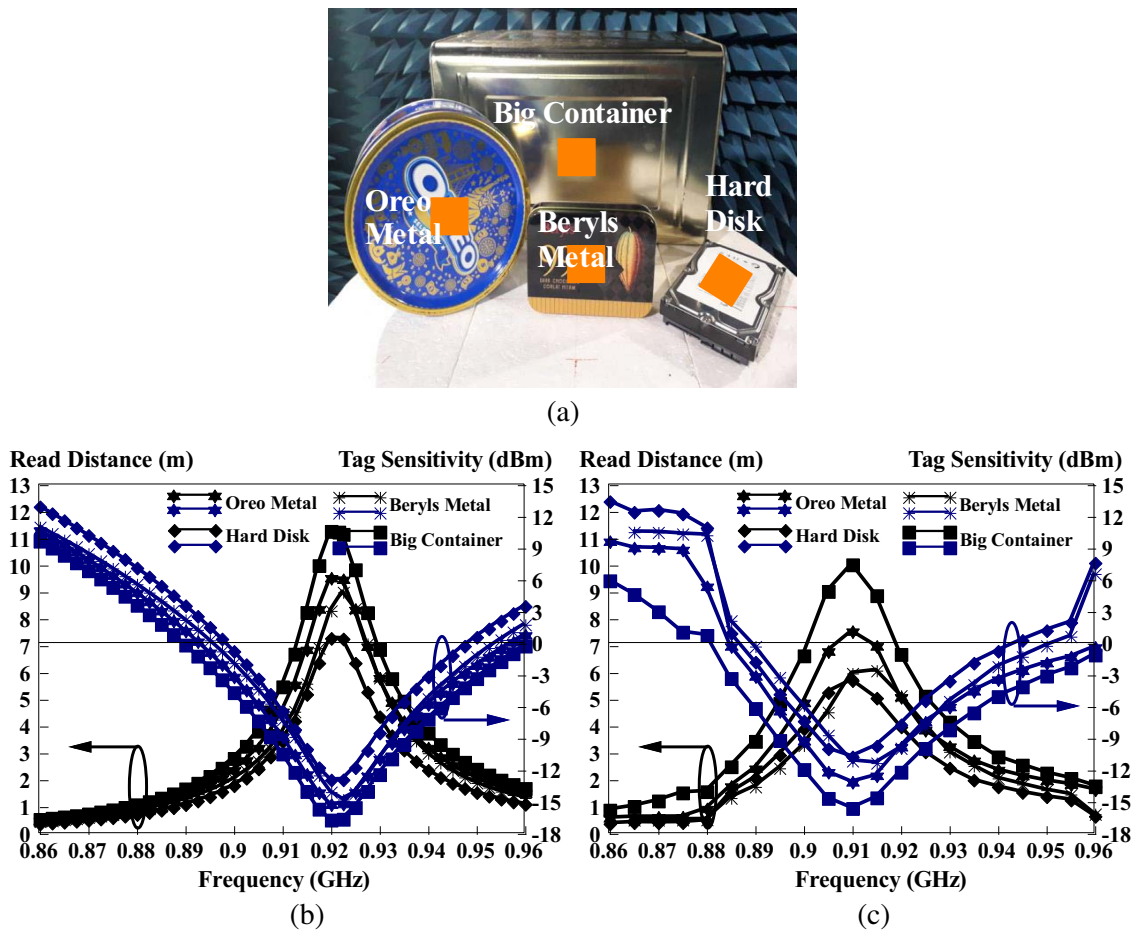 Big Container
Oreo
Metal
Beryls
Metal
Hard
Disk
OREO
(a)
Read Distance (m)
Tag Sensitivity (dBm)
13
12
11
10
9
8
7
6
5
4
3
2
1
0
15
12
9
6
3
0
-3
-6
-9
-12
-15
-18
Oreo Metal
Beryls Metal
Hard Disk
Big Container
0.86 0.87 0.88 0.89 0.9 0.91 0.92 0.93 0.94 0.95 0.96
Frequency (GHz)
(b)
Read Distance (m)
Tag Sensitivity (dBm)
13
12
11
10
9
8
7
6
5
4
3
2
1
0
15
12
9
6
3
0
-3
-6
-9
-12
-15
-18
Oreo Metal
Beryls Metal
Hard Disk
Big Container
0.86 0.87 0.88 0.89 0.9 0.91 0.92 0.93 0.94 0.95 0.96
Frequency (GHz)
(c)